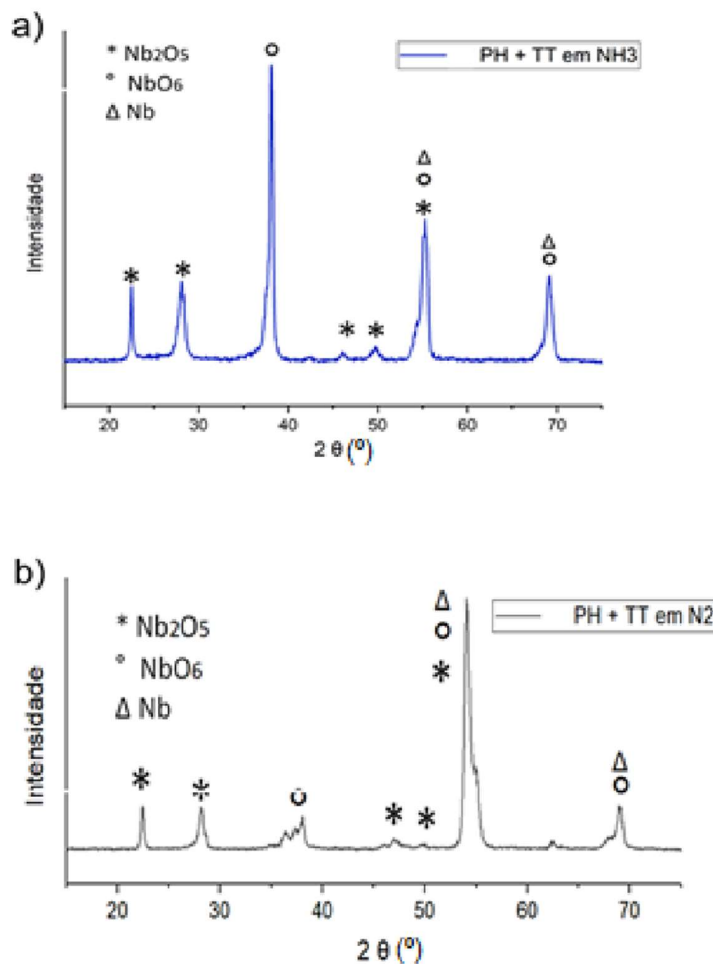 a)
* Nb2O5
° NbO6
Δ Nb
PH + TT em NH3
Intensidade
20 30 40 50 60 70
2 θ (º)
b)
* Nb2O5
° NbO6
Δ Nb
PH + TT em N2
Intensidade
20 30 40 50 60 70
2 θ (º)